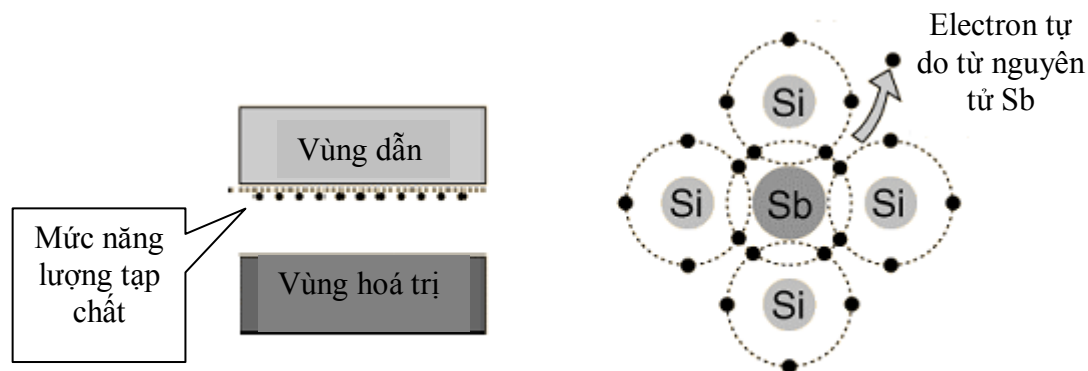 Vùng dẫn
Mức năng
lượng tạp
chất
Vùng hoá trị
Electron tự
do từ nguyên
tử Sb
Si
Si
Sb
Si
Si